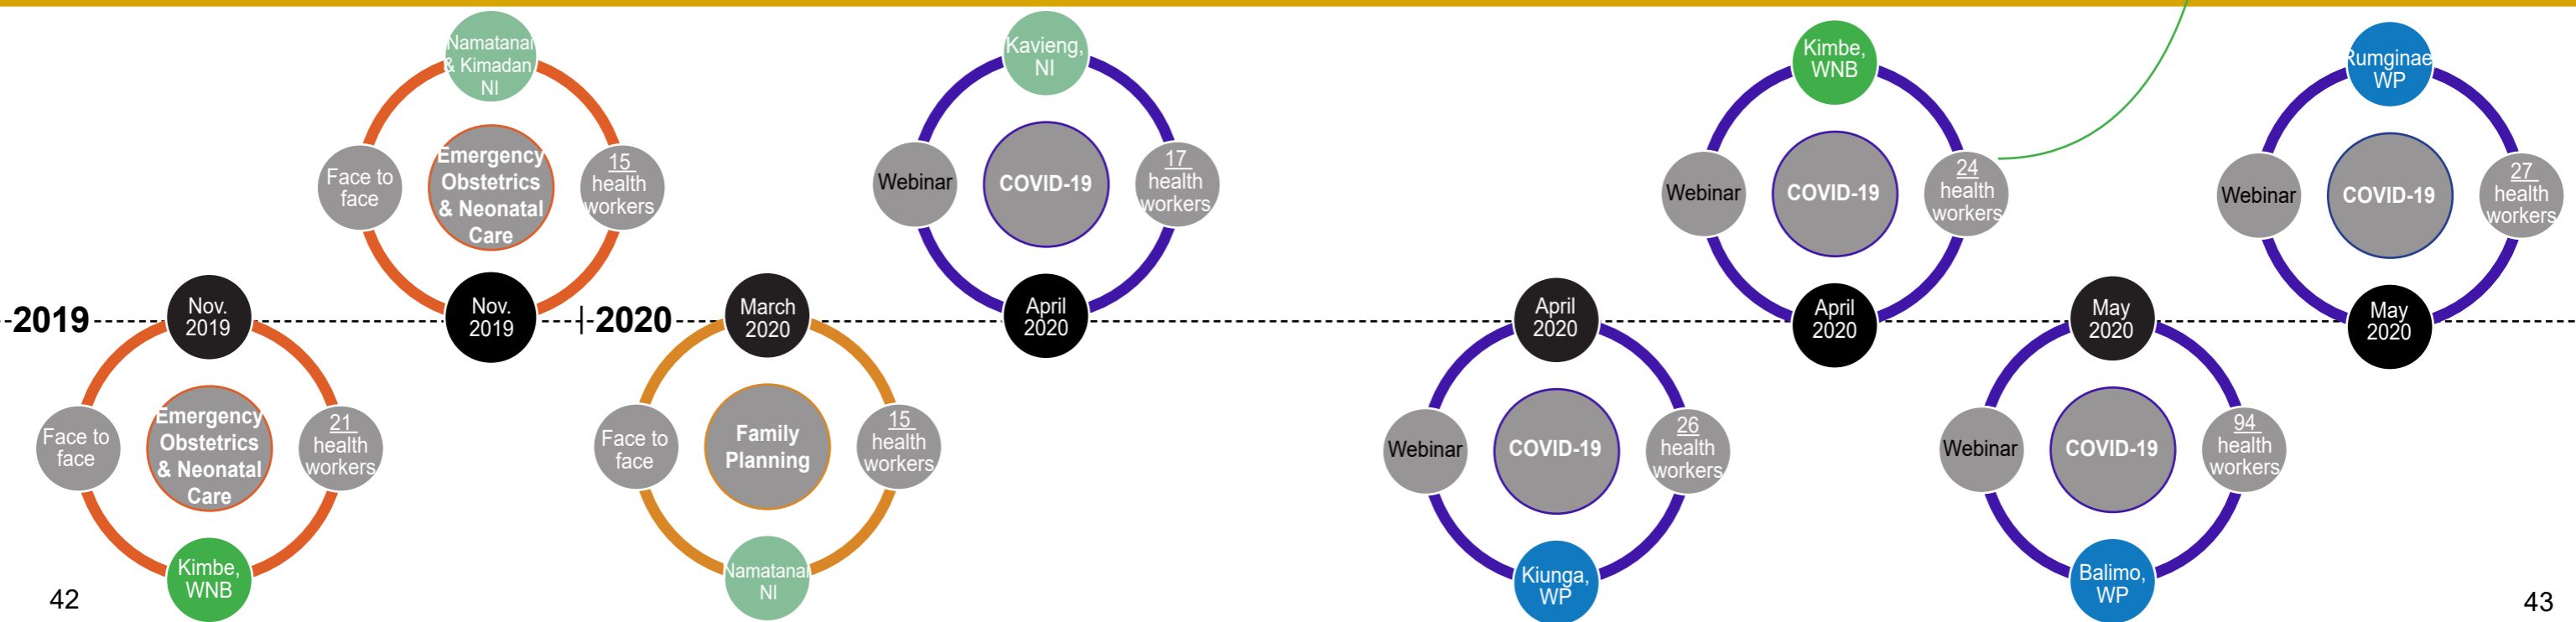 2019
Nov.
2019
Face to
face
Emergency
Obstetrics
& Neonatal
Care
21
health
workers
Kimbe,
WNB
Namatanai
& Kimadan
NI
Face to
face
Emergency
Obstetrics
& Neonatal
Care
15
health
workers
Nov.
2019
2020
March
2020
Face to
face
Family
Planning
15
health
workers
Namatanai
NI
Kavieng,
NI
Webinar
COVID-19
17
health
workers
April
2020
April
2020
Webinar
COVID-19
26
health
workers
Kiunga,
WP
Kimbe,
WNB
Webinar
COVID-19
24
health
workers
April
2020
May
2020
Webinar
COVID-19
94
health
workers
Balimo,
WP
Rumginae
WP
Webinar
COVID-19
27
health
workers
May
2020
42
43